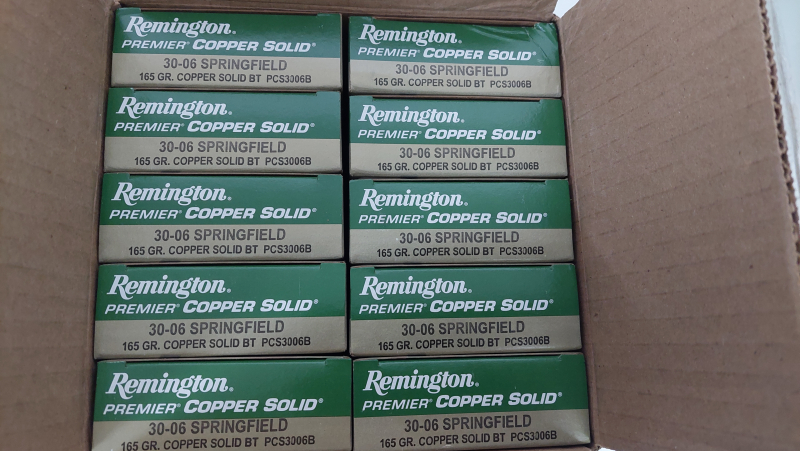 Remington.
PREMIER® COPPER SOLID®
30-06 SPRINGFIELD
165 GR. COPPER SOLID BT PCS3006B
Remington.
PREMIER® COPPER SOLID®
30-06 SPRINGFIELD
165 GR. COPPER SOLID BT PCS3006B
Remington.
PREMIER® COPPER SOLID®
30-06 SPRINGFIELD
165 GR. COPPER SOLID BT PCS3006B
Remington.
PREMIER® COPPER SOLID®
30-06 SPRINGFIELD
165 GR. COPPER SOLID BT PCS3006B
Remington.
PREMIER® COPPER SOLID®
30-06 SPRINGFIELD
165 GR. COPPER SOLID BT PCS3006B
Remington.
PREMIER® COPPER SOLID®
30-06 SPRINGFIELD
165 GR. COPPER SOLID BT PCS3006B
Remington.
PREMIER® COPPER SOLID®
30-06 SPRINGFIELD
165 GR. COPPER SOLID BT PCS3006B
Remington.
PREMIER® COPPER SOLID®
30-06 SPRINGFIELD
165 GR. COPPER SOLID BT PCS3006B
Remington.
PREMIER® COPPER SOLID®
30-06 SPRINGFIELD
165 GR. COPPER SOLID BT PCS3006B
Remington.
PREMIER® COPPER SOLID®
30-06 SPRINGFIELD
165 GR. COPPER SOLID BT PCS3006B